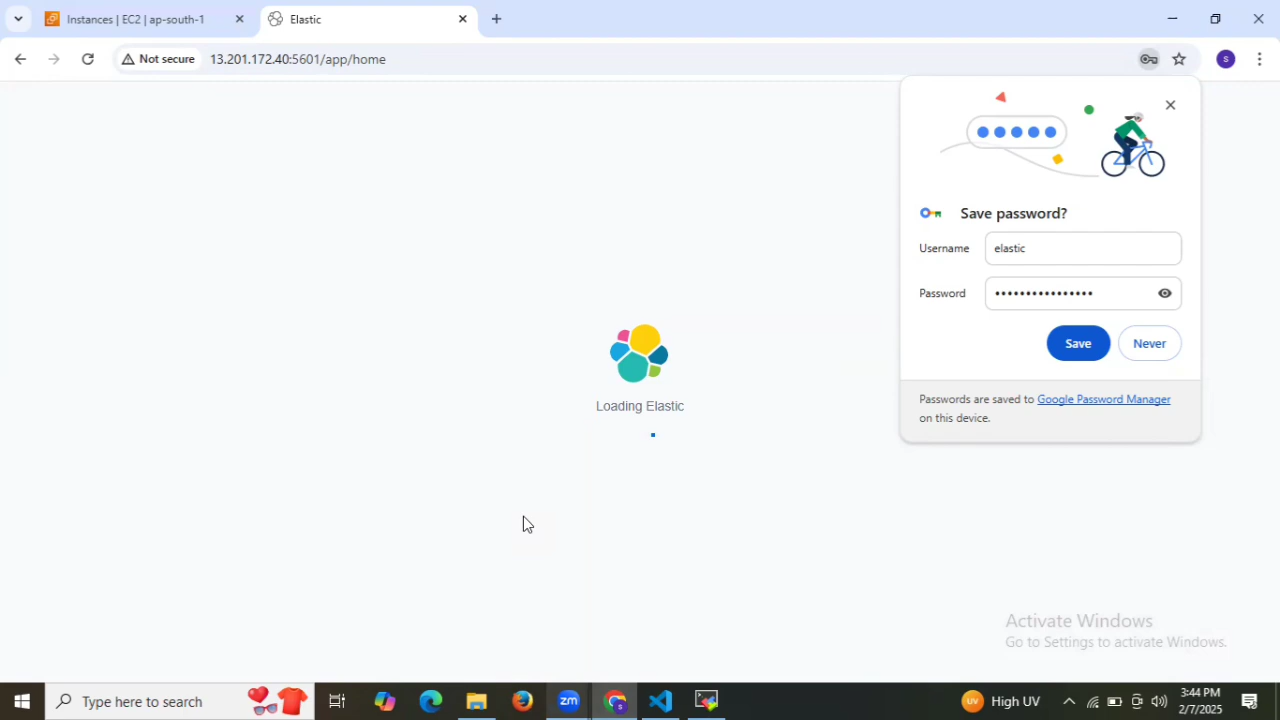 Instances | EC2 | ap-south-1
Elastic
Not secure
13.201.172.40:5601/app/home
s
Save password?
Username
elastic
Password
••••••••••••••••
Save
Never
Passwords are saved to Google Password Manager
on this device.
Loading Elastic
Activate Windows
Go to Settings to activate Windows.
Type here to search
zm
s
UV
High UV
3:44 PM
2/7/2025